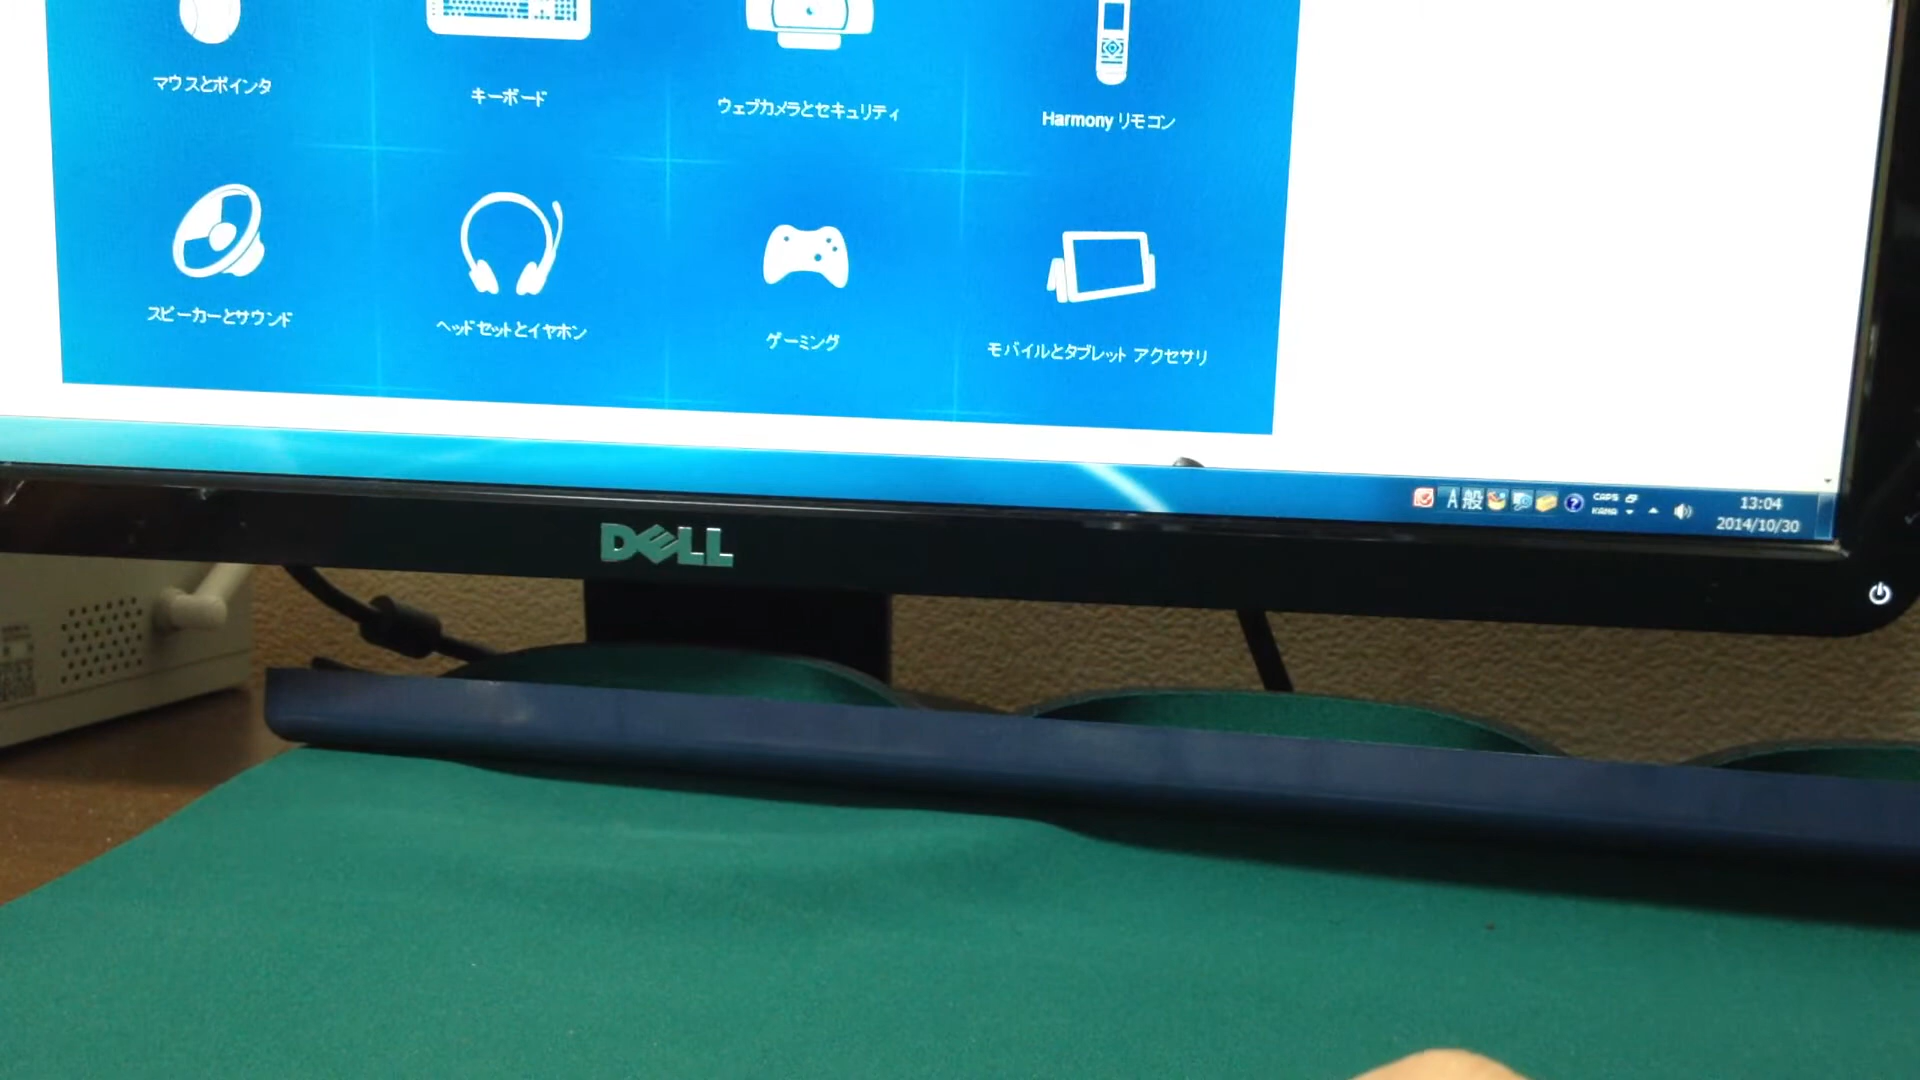 マウスとポインタ
キーボード
ウェブカメラとセキュリティ
Harmony リモコン
スピーカーとサウンド
ヘッドセットとイヤホン
ゲーミング
モバイルとタブレット アクセサリ
A 般
?
CAPS
KANA
13:04
2014/10/30
DELL